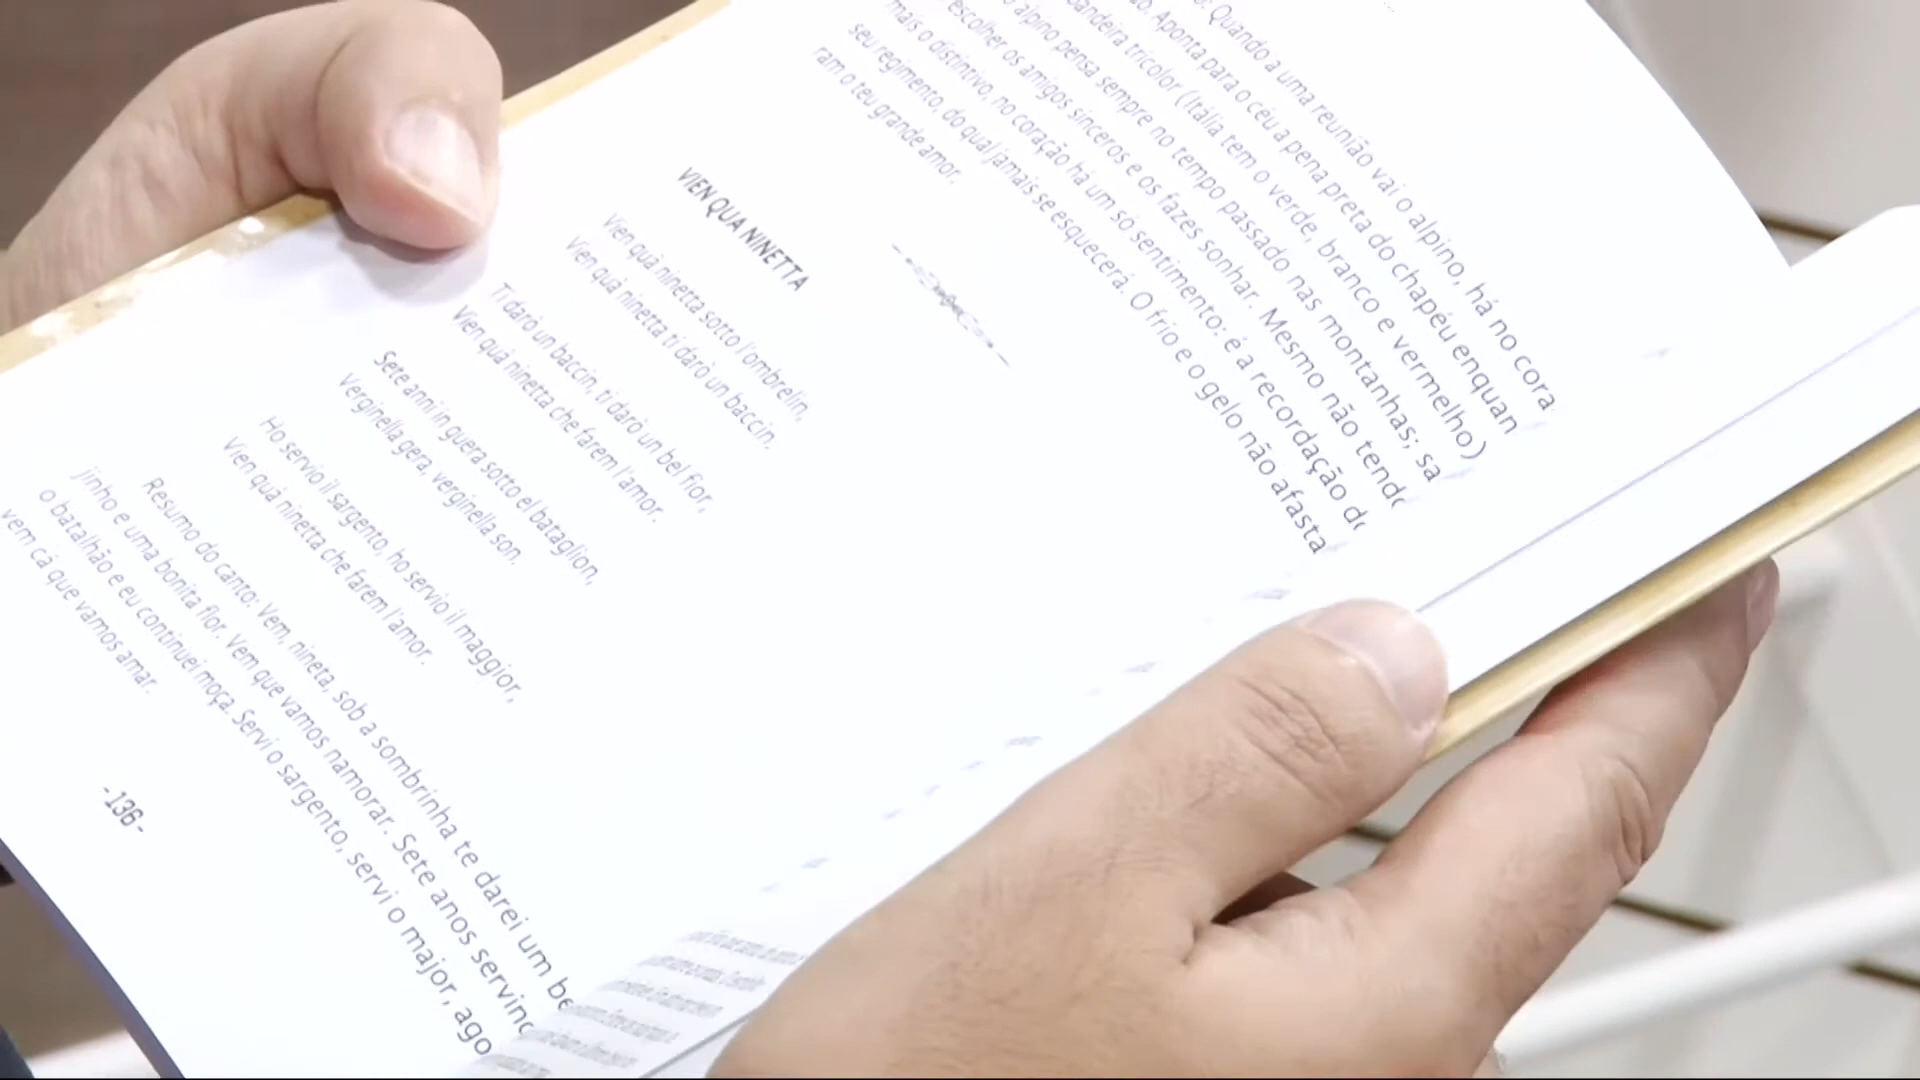 Quando a uma reunião vai o alpino, há no cora
Aponta para o céu a pena preta do chapéu enquan
bandeira tricolor (Itália tem o verde, branco e vermelho)
o alpino pensa sempre no tempo passado nas montanhas; sa
escolher os amigos sinceros e os fazes sonhar. Mesmo não tendo
mais o distintivo, no coração há um só sentimento: é a recordação do
seu regimento, do qual jamais se esquecerá. O frio e o gelo não afasta
ram o teu grande amor.
VIEN QUA NINETTA
Vien quà ninetta sotto l'ombrelin,
Vien quà ninetta ti darò un baccin.
Ti darò un baccin, ti darò un bel fior,
Vien quà ninetta che farem l'amor.
Sete anni in guera sotto el bataglion,
Verginella gera, verginella son.
Ho servio il sargento, ho servio il maggior,
Vien quà ninetta che farem l'amor.
Resumo do canto: Vem, nineta, sob a sombrinha te darei um be
jinho e uma bonita flor. Vem que vamos namorar. Sete anos servind
o batalhão e eu continuei moça. Servi o sargento, servi o major, ago
vem cá que vamos amar.
-136-